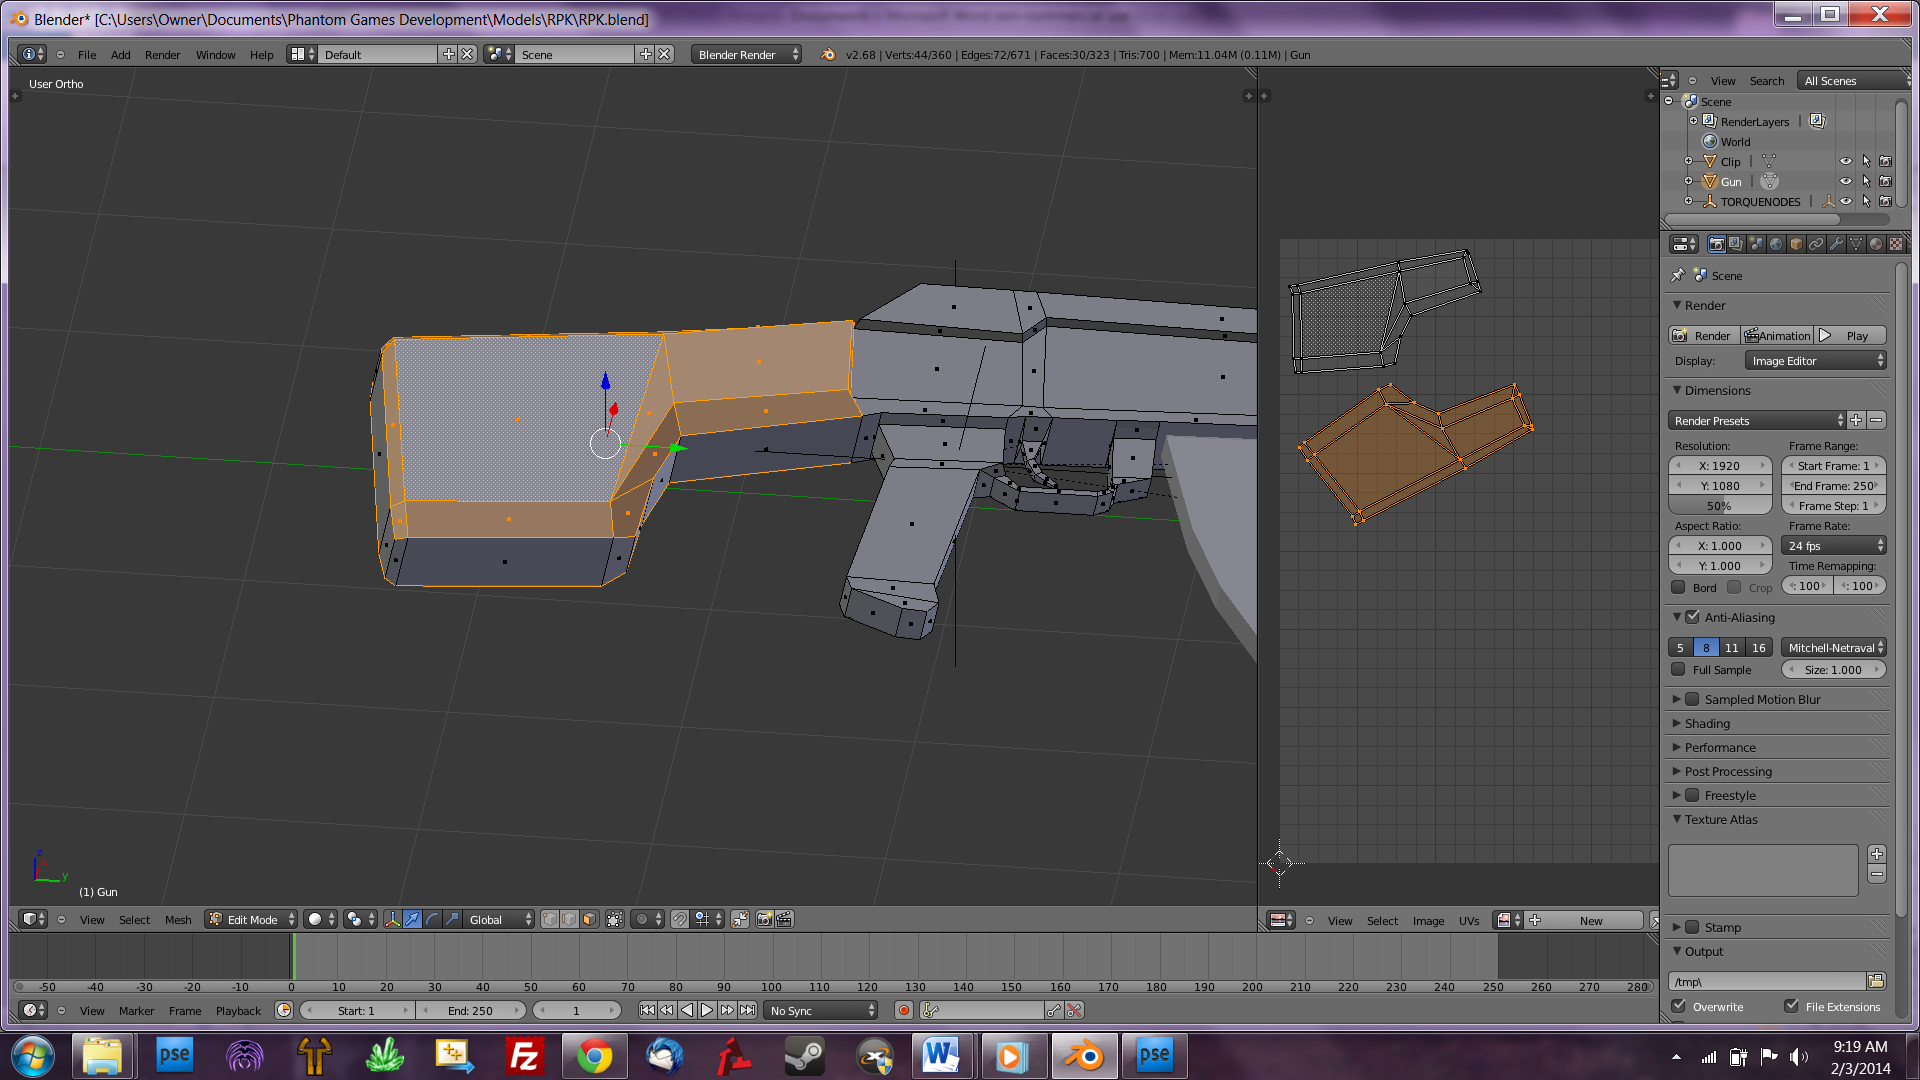 Blender* [C:\Users\Owner\Documents\Phantom Games Development\Models\RPK\RPK.blend]
File Add Render Window Help Default Scene Blender Render v2.68 | Verts:44/360 | Edges:72/671 | Faces:30/323 | Tris:700 | Mem:11.04M (0.11M) | Gun
User Ortho
View Search All Scenes
Scene
RenderLayers
World
Clip
Gun
TORQUENODES
Scene
Render
Render Animation Play
Display: Image Editor
Dimensions
Render Presets
Resolution: Frame Range:
X: 1920 Start Frame: 1
Y: 1080 End Frame: 250
50% Frame Step: 1
Aspect Ratio: Frame Rate:
X: 1.000 24 fps
Y: 1.000 Time Remapping:
Bord Crop : 100 : 100
Anti-Aliasing
5 8 11 16 Mitchell-Netraval
Full Sample Size: 1.000
Sampled Motion Blur
Shading
Performance
Post Processing
Freestyle
Texture Atlas
Stamp
Output
/tmp\
Overwrite File Extensions
z
y
(1) Gun
View Select Mesh Edit Mode Global
View Select Image UVs New
-50 -40 -30 -20 -10 0 10 20 30 40 50 60 70 80 90 100 110 120 130 140 150 160 170 180 190 200 210 220 230 240 250 260 270 280
View Marker Frame Playback Start: 1 End: 250 1 No Sync
pse
Fz
W
pse
9:19 AM
2/3/2014